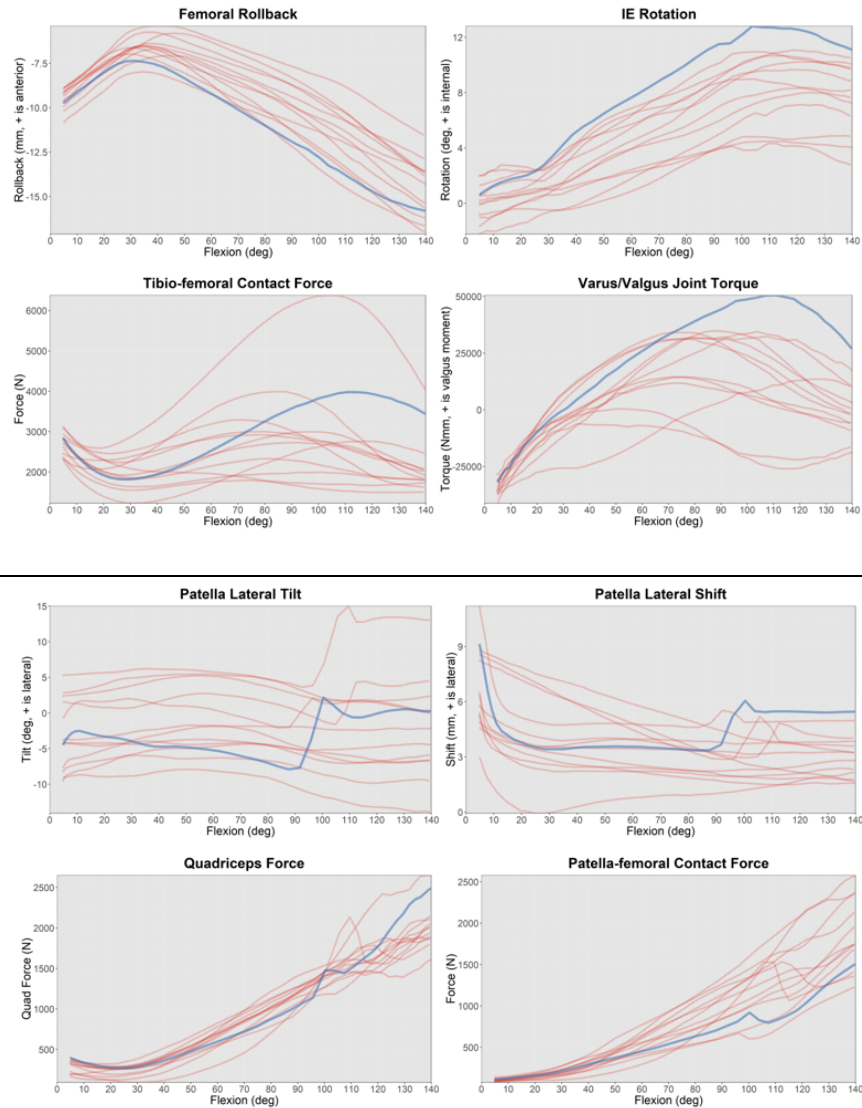 Femoral Rollback
Rollback (mm, + is anterior)
-7.5
-10.0
-12.5
-15.0
0 10 20 30 40 50 60 70 80 90 100 110 120 130 140
Flexion (deg)
IE Rotation
Rotation (deg, + is internal)
12
8
4
0
0 10 20 30 40 50 60 70 80 90 100 110 120 130 140
Flexion (deg)
Tibio-femoral Contact Force
Force (N)
6000
5000
4000
3000
2000
0 10 20 30 40 50 60 70 80 90 100 110 120 130 140
Flexion (deg)
Varus/Valgus Joint Torque
Torque (Nmm, + is valgus moment)
50000
25000
0
-25000
0 10 20 30 40 50 60 70 80 90 100 110 120 130 140
Flexion (deg)
Patella Lateral Tilt
Tilt (deg, + is lateral)
15
10
5
0
-5
-10
0 10 20 30 40 50 60 70 80 90 100 110 120 130 140
Flexion (deg)
Patella Lateral Shift
Shift (mm, + is lateral)
9
6
3
0
0 10 20 30 40 50 60 70 80 90 100 110 120 130 140
Flexion (deg)
Quadriceps Force
Quad Force (N)
2500
2000
1500
1000
500
0 10 20 30 40 50 60 70 80 90 100 110 120 130 140
Flexion (deg)
Patella-femoral Contact Force
Force (N)
2500
2000
1500
1000
500
0 10 20 30 40 50 60 70 80 90 100 110 120 130 140
Flexion (deg)